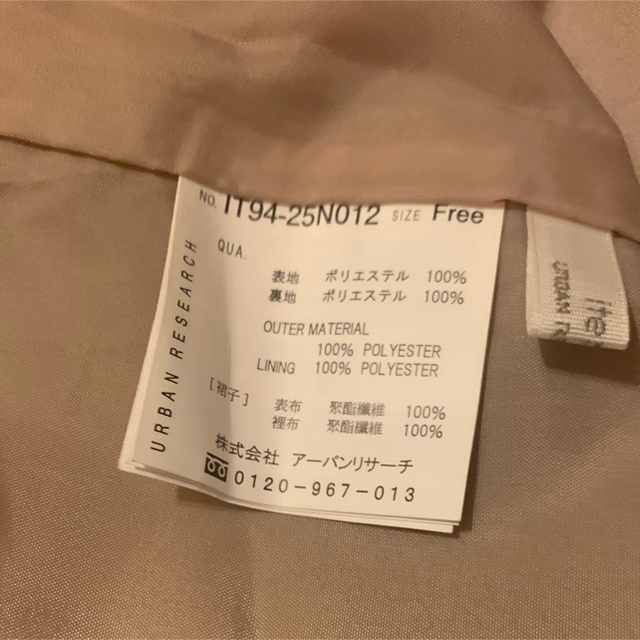 NO. IT94-25N012 SIZE Free
QUA.
表地 ポリエステル 100%
裏地 ポリエステル 100%
OUTER MATERIAL
100% POLYESTER
LINING 100% POLYESTER
[裙子] 表布 聚酯纖維 100%
裡布 聚酯纖維 100%
株式会社 アーバンリサーチ
0120-967-013
URBAN RESEARCH
ite
URBAN R